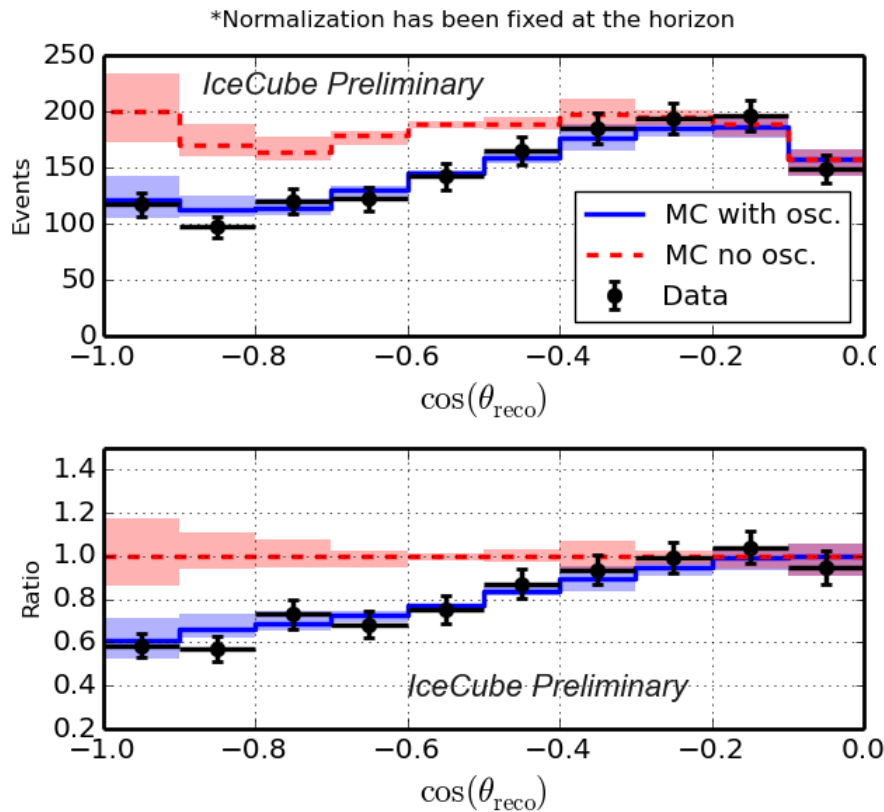 *Normalization has been fixed at the horizon
250
200
150
100
50
0
Events
IceCube Preliminary
MC with osc.
MC no osc.
Data
−1.0 −0.8 −0.6 −0.4 −0.2 0.0
cos(θreco)
1.4
1.2
1.0
0.8
0.6
0.4
0.2
Ratio
IceCube Preliminary
−1.0 −0.8 −0.6 −0.4 −0.2 0.0
cos(θreco)